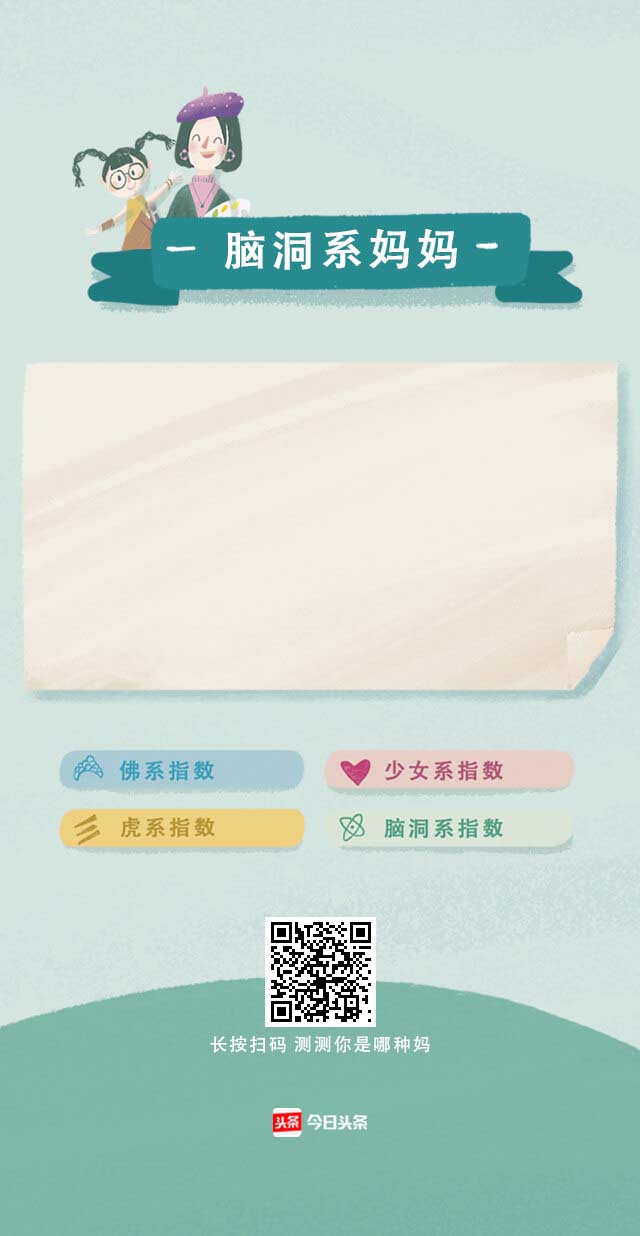 - 脑洞系妈妈 -
佛系指数
少女系指数
虎系指数
脑洞系指数
长按扫码 测测你是哪种妈
头条 今日头条